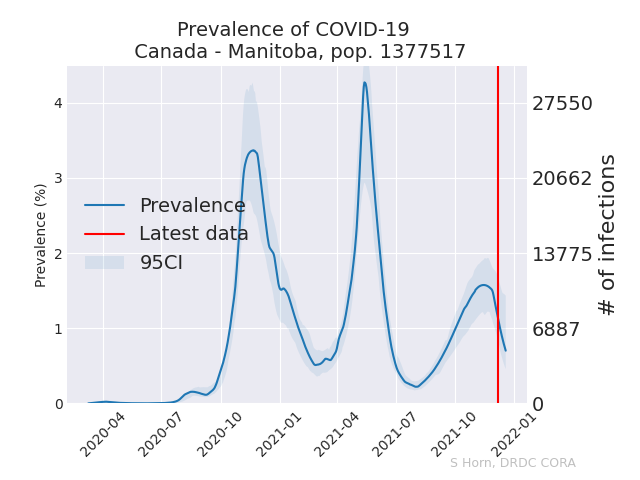 Prevalence of COVID-19
Canada - Manitoba, pop. 1377517
4
3
2
1
0
Prevalence (%)
27550
20662
13775
6887
0
# of infections
Prevalence
Latest data
95CI
2020-04
2020-07
2020-10
2021-01
2021-04
2021-07
2021-10
2022-01
S Horn, DRDC CORA